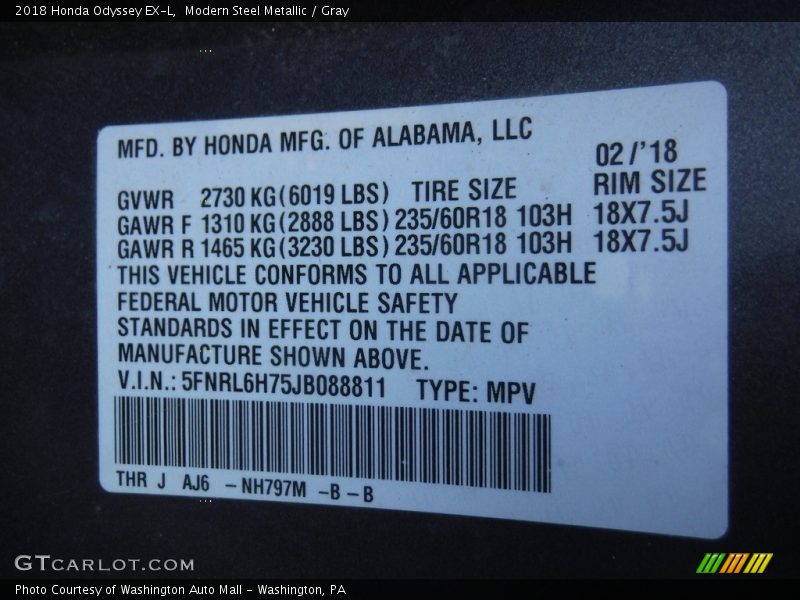 2018 Honda Odyssey EX-L,  Modern Steel Metallic / Gray
MFD. BY HONDA MFG. OF ALABAMA, LLC
02/'18
GVWR 2730 KG(6019 LBS) TIRE SIZE RIM SIZE
GAWR F 1310 KG(2888 LBS) 235/60R18 103H 18X7.5J
GAWR R 1465 KG(3230 LBS) 235/60R18 103H 18X7.5J
THIS VEHICLE CONFORMS TO ALL APPLICABLE
FEDERAL MOTOR VEHICLE SAFETY
STANDARDS IN EFFECT ON THE DATE OF
MANUFACTURE SHOWN ABOVE.
V.I.N.: 5FNRL6H75JB088811 TYPE: MPV
THR J AJ6 - NH797M - B - B
GTCARLOT.COM
Photo Courtesy of Washington Auto Mall - Washington, PA